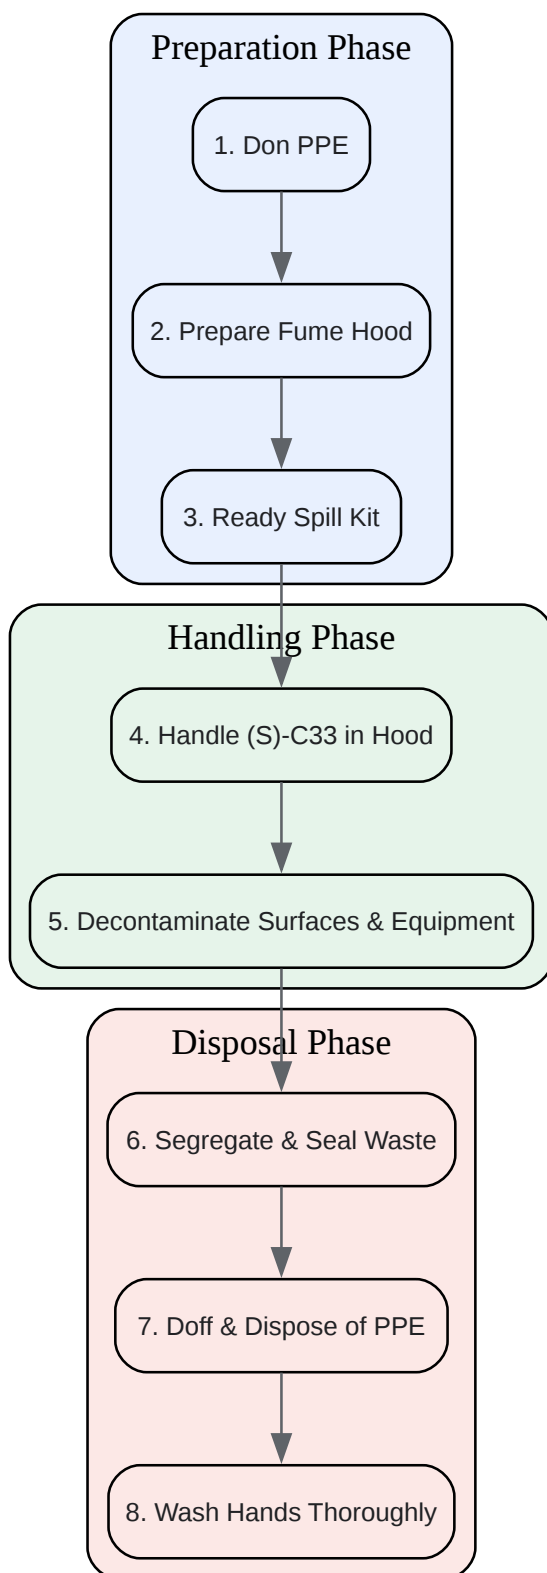 Preparation Phase
1. Don PPE
2. Prepare Fume Hood
3. Ready Spill Kit
Handling Phase
4. Handle (S)-C33 in Hood
5. Decontaminate Surfaces & Equipment
Disposal Phase
6. Segregate & Seal Waste
7. Doff & Dispose of PPE
8. Wash Hands Thoroughly